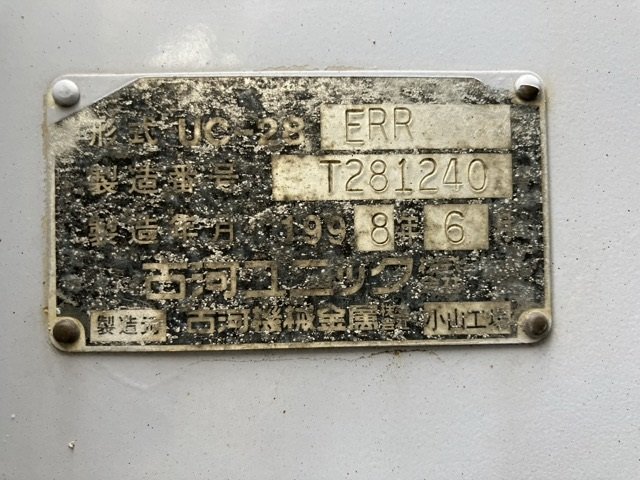 形式 UC-28 ERR
製造番号 T281240
製造年月 1998年6月
古河ユニック
製造元 古河機械金属 小山工場